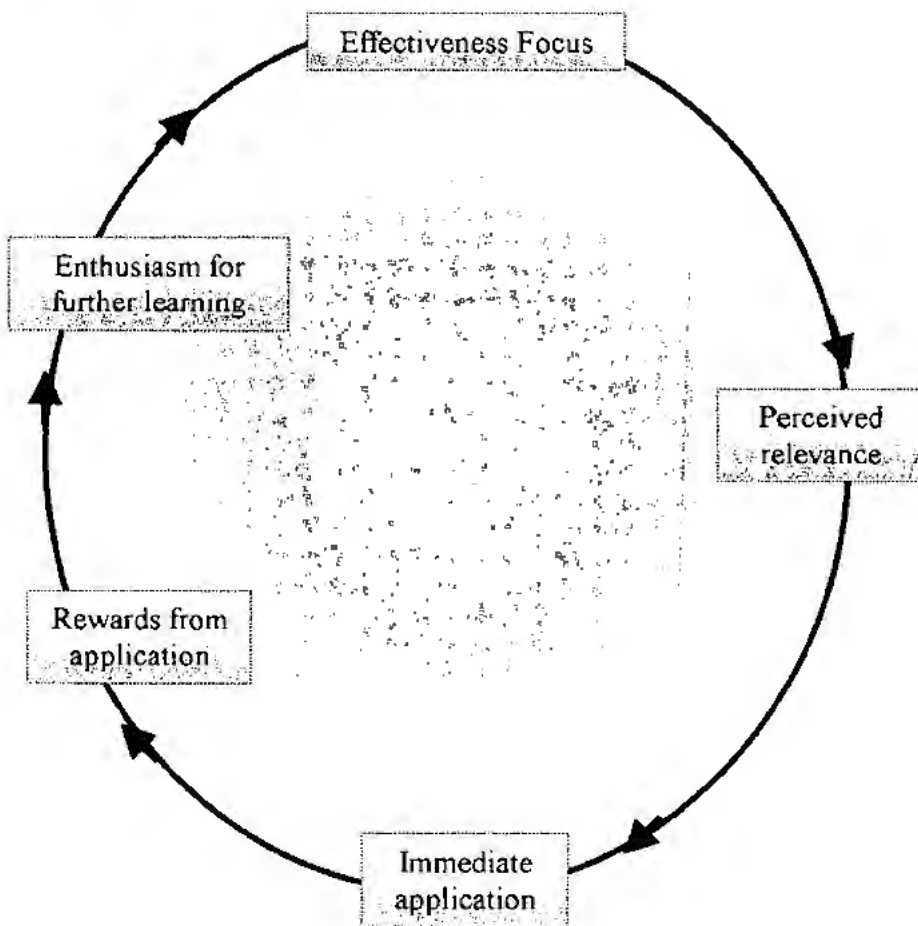 Effectiveness Focus
Perceived
relevance
Immediate
application
Rewards from
application
Enthusiasm for
further learning